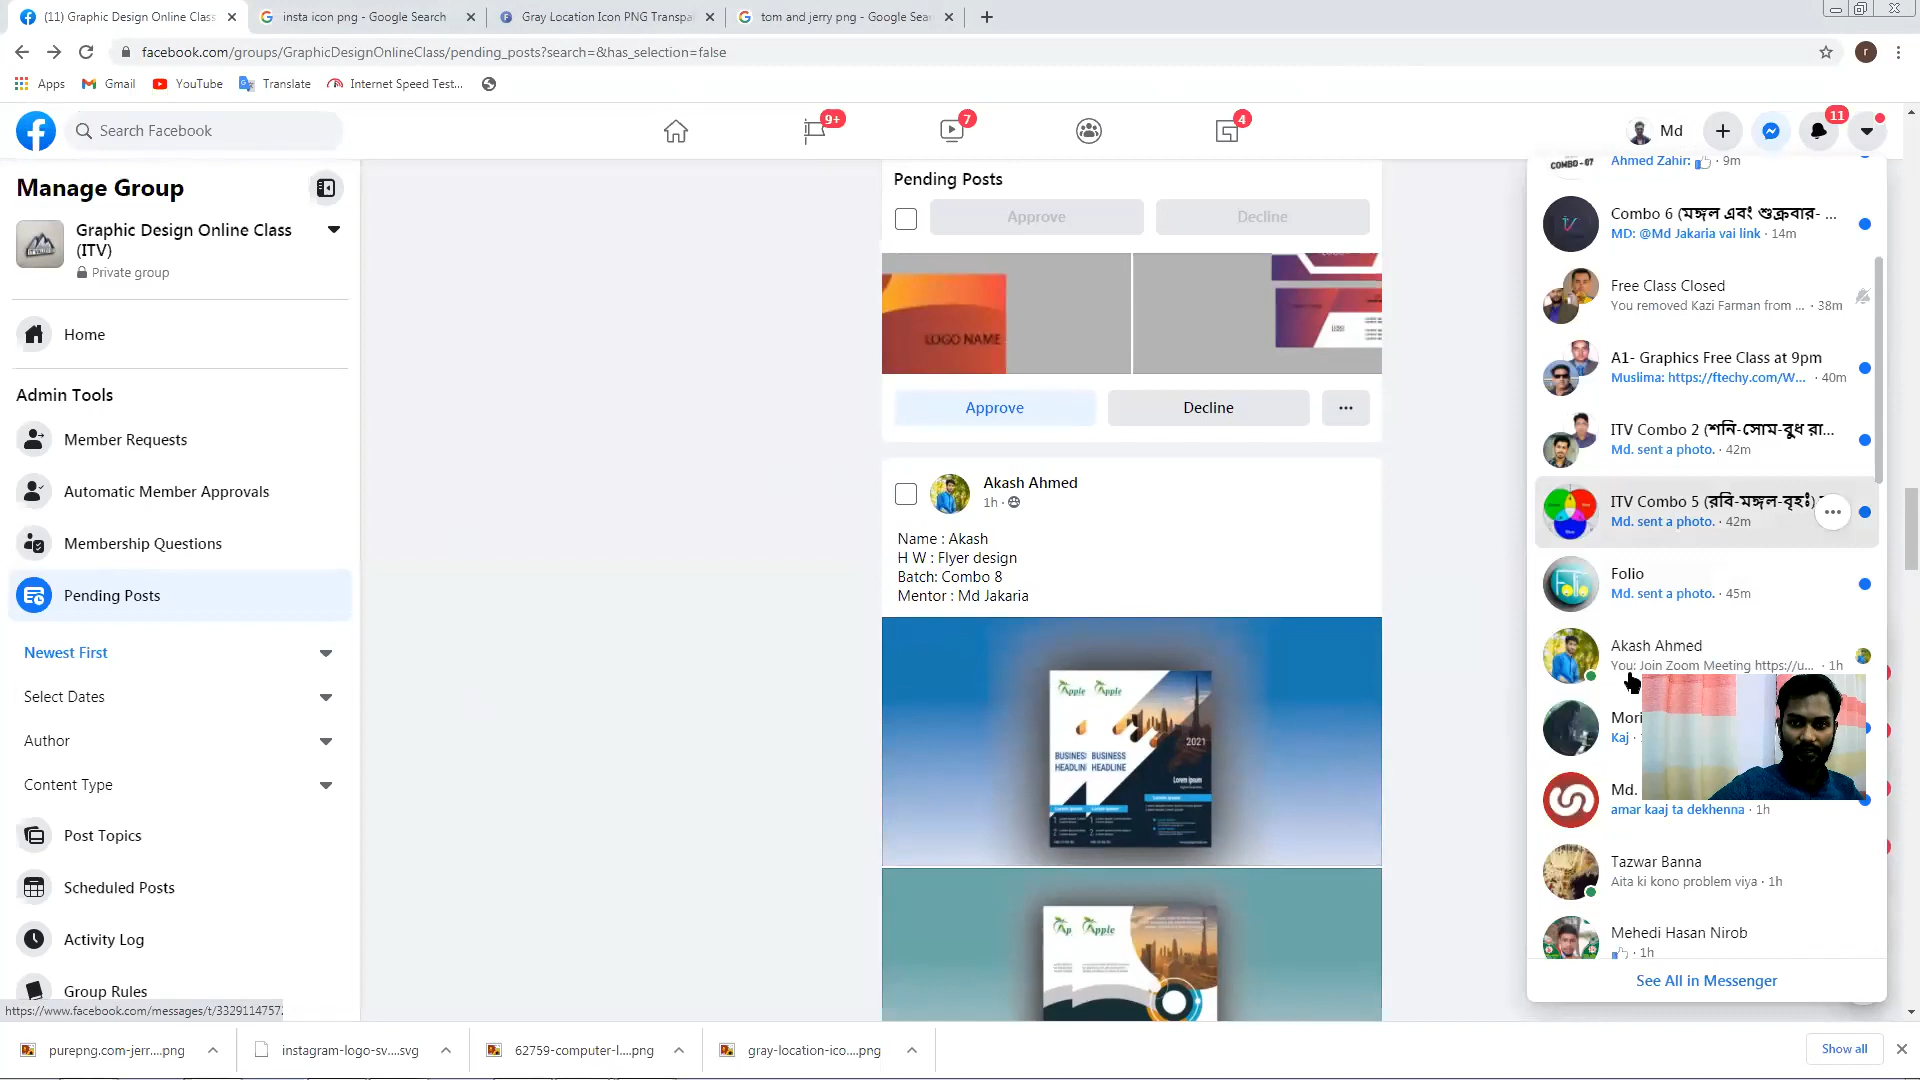 (11) Graphic Design Online Class
insta icon png - Google Search
Gray Location Icon PNG Transpa
tom and jerry png - Google Sea
facebook.com/groups/GraphicDesignOnlineClass/pending_posts?search=&has_selection=false
r
Apps
Gmail
YouTube
Translate
Internet Speed Test...
Search Facebook
9+
7
4
Md
11
Manage Group
Graphic Design Online Class
(ITV)
Private group
Home
Admin Tools
Member Requests
Automatic Member Approvals
Membership Questions
Pending Posts
Newest First
Select Dates
Author
Content Type
Post Topics
Scheduled Posts
Activity Log
Group Rules
https://www.facebook.com/messages/t/3329114757
Pending Posts
Approve
Decline
LOGO NAME
Approve
Decline
Akash Ahmed
1h ·
Name : Akash
H W : Flyer design
Batch: Combo 8
Mentor : Md Jakaria
Apple Apple
2021
BUSINESS BUSINESS
HEADLIN HEADLINE
Lorem ipsum
Ap Apple
COMBO-07
Ahmed Zahir: · 9m
Combo 6 (মঙ্গল এবং শুক্রবার- ...
MD: @Md Jakaria vai link · 14m
Free Class Closed
You removed Kazi Farman from ... · 38m
A1- Graphics Free Class at 9pm
Muslima: https://ftechy.com/W... · 40m
ITV Combo 2 (শনি-সোম-বুধ রা...
Md. sent a photo. · 42m
ITV Combo 5 (রবি-মঙ্গল-বৃহঃ)
Md. sent a photo. · 42m
Folio
Md. sent a photo. · 45m
Akash Ahmed
You: Join Zoom Meeting https://u... · 1h
Mori
Kaj ·
Md.
amar kaaj ta dekhenna · 1h
Tazwar Banna
Aita ki kono problem viya · 1h
Mehedi Hasan Nirob
· 1h
See All in Messenger
purepng.com-jerr....png
instagram-logo-sv....svg
62759-computer-l....png
gray-location-ico....png
Show all